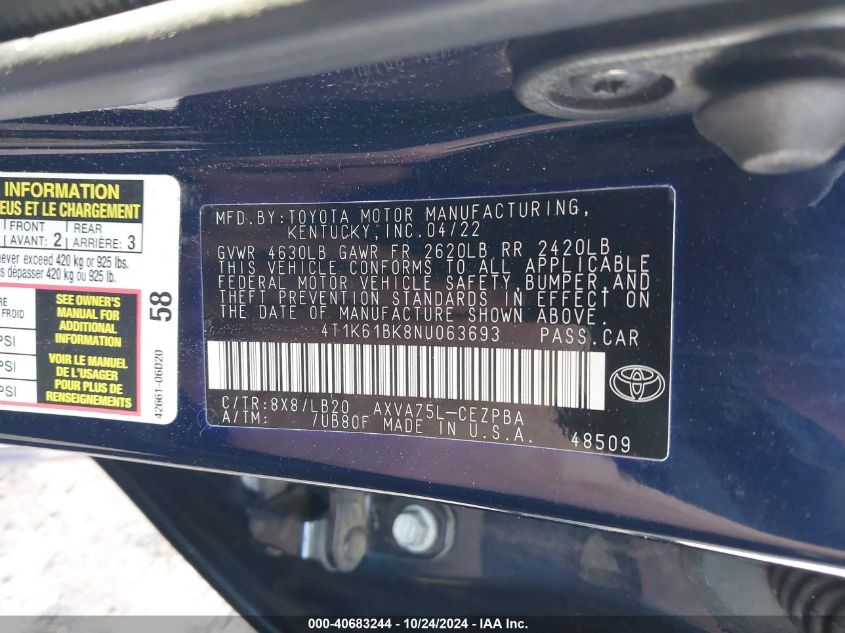 INFORMATION
EUS ET LE CHARGEMENT
FRONT
AVANT: 2
REAR
ARRIÈRE: 3
never exceed 420 kg or 925 lbs.
dépasser 420 kg ou 925 lb.
FROID
PSI
PSI
PSI
SEE OWNER'S
MANUAL FOR
ADDITIONAL
INFORMATION
VOIR LE MANUEL
DE L'USAGER
POUR PLUS DE
RENSEIGNEMENTS
58
42661-06D20
MFD. BY: TOYOTA MOTOR MANUFACTURING,
KENTUCKY, INC. 04/22
GVWR 4630LB GAWR FR 2620LB RR 2420LB
THIS VEHICLE CONFORMS TO ALL APPLICABLE
FEDERAL MOTOR VEHICLE SAFETY, BUMPER, AND
THEFT PREVENTION STANDARDS IN EFFECT ON
THE DATE OF MANUFACTURE SHOWN ABOVE.
4T1K61BK8NU063693 PASS. CAR
C/TR: 8X8/LB20 AXVA75L-CEZPBA
A/TM: /UB80F MADE IN U.S.A. 48509
000-40683244 - 10/24/2024 - IAA Inc.